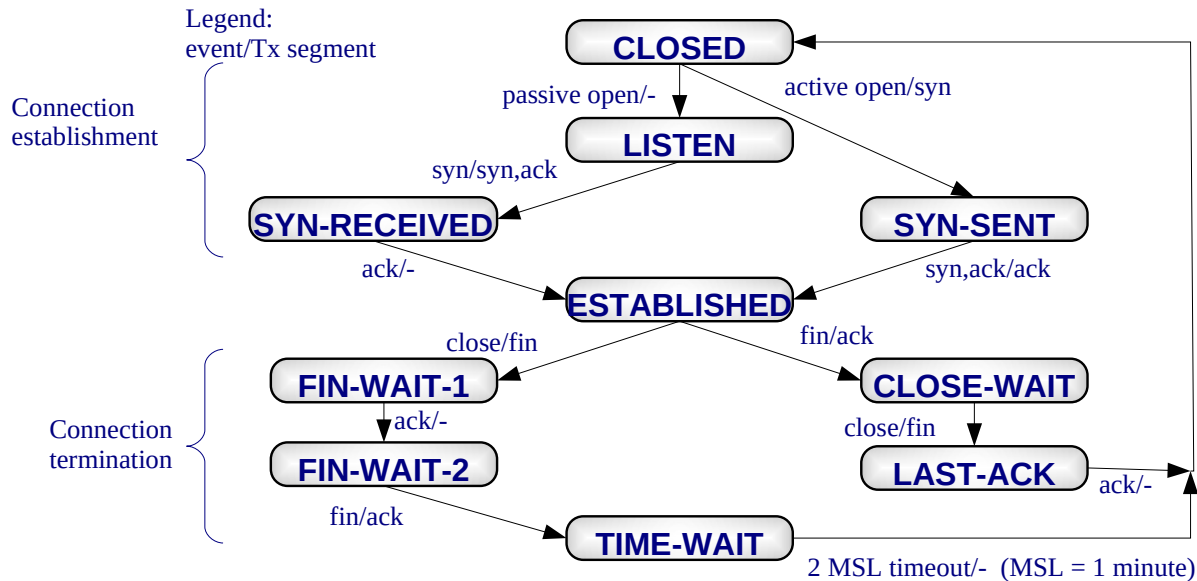 Legend:
event/Tx segment
CLOSED
Connection
establishment
passive open/-
active open/syn
LISTEN
syn/syn,ack
SYN-RECEIVED
SYN-SENT
ack/-
syn,ack/ack
ESTABLISHED
close/fin
fin/ack
FIN-WAIT-1
CLOSE-WAIT
ack/-
close/fin
Connection
termination
FIN-WAIT-2
LAST-ACK
ack/-
fin/ack
TIME-WAIT
2 MSL timeout/- (MSL = 1 minute)